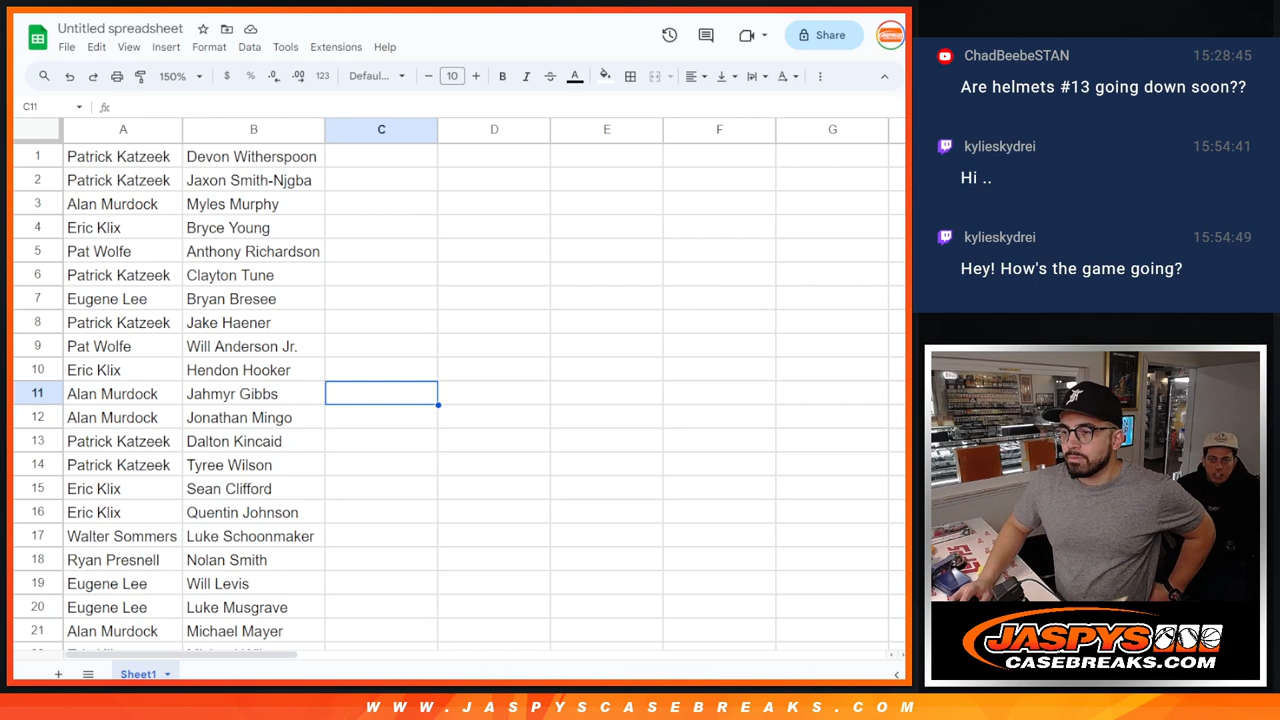 Untitled spreadsheet
File Edit View Insert Format Data Tools Extensions Help
Share
150% $ % .0 .00 123 Defaul... 10 B I A
C11 fx
A B C D E F G
1 Patrick Katzeek Devon Witherspoon
2 Patrick Katzeek Jaxon Smith-Njgba
3 Alan Murdock Myles Murphy
4 Eric Klix Bryce Young
5 Pat Wolfe Anthony Richardson
6 Patrick Katzeek Clayton Tune
7 Eugene Lee Bryan Bresee
8 Patrick Katzeek Jake Haener
9 Pat Wolfe Will Anderson Jr.
10 Eric Klix Hendon Hooker
11 Alan Murdock Jahmyr Gibbs
12 Alan Murdock Jonathan Mingo
13 Patrick Katzeek Dalton Kincaid
14 Patrick Katzeek Tyree Wilson
15 Eric Klix Sean Clifford
16 Eric Klix Quentin Johnson
17 Walter Sommers Luke Schoonmaker
18 Ryan Presnell Nolan Smith
19 Eugene Lee Will Levis
20 Eugene Lee Luke Musgrave
21 Alan Murdock Michael Mayer
Sheet1
ChadBeebeSTAN 15:28:45
Are helmets #13 going down soon??
kylieskydrei 15:54:41
Hi ..
kylieskydrei 15:54:49
Hey! How's the game going?
JASPYS
CASEBREAKS.COM
WWW.JASPYSCASEBREAKS.COM